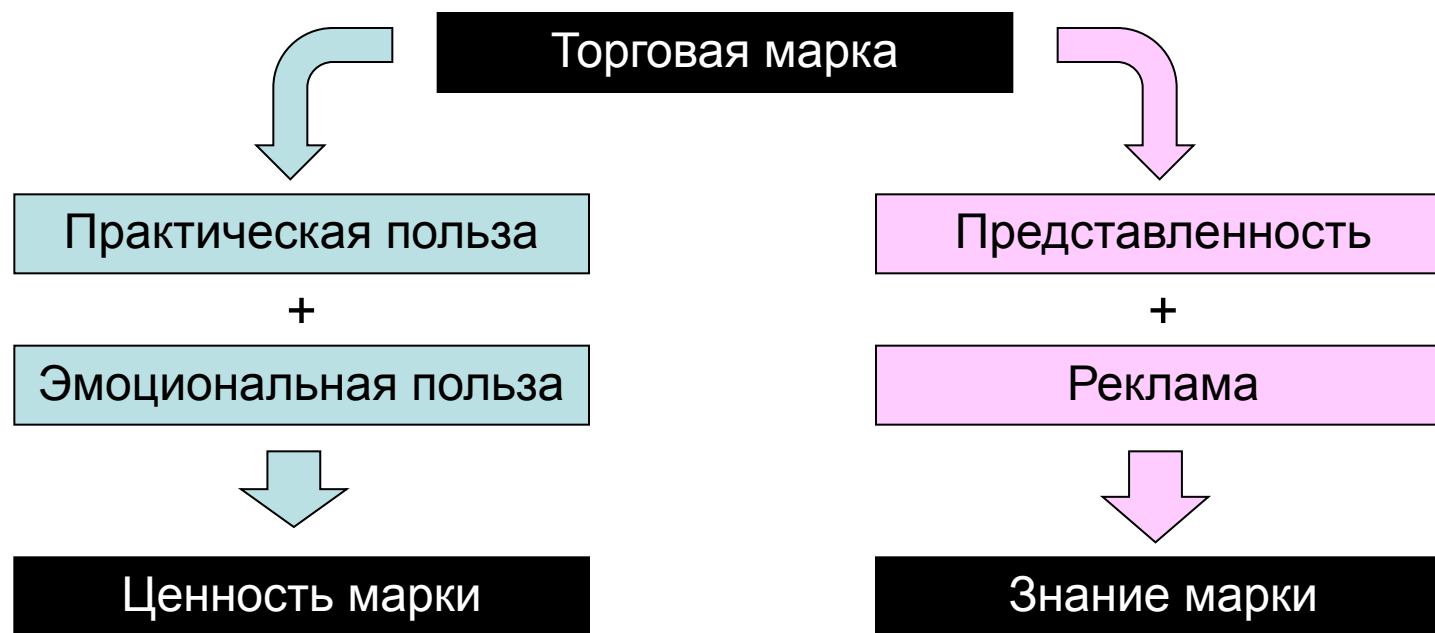 Торговая марка
Практическая польза
+
Эмоциональная польза
Ценность марки
Представленность
+
Реклама
Знание марки